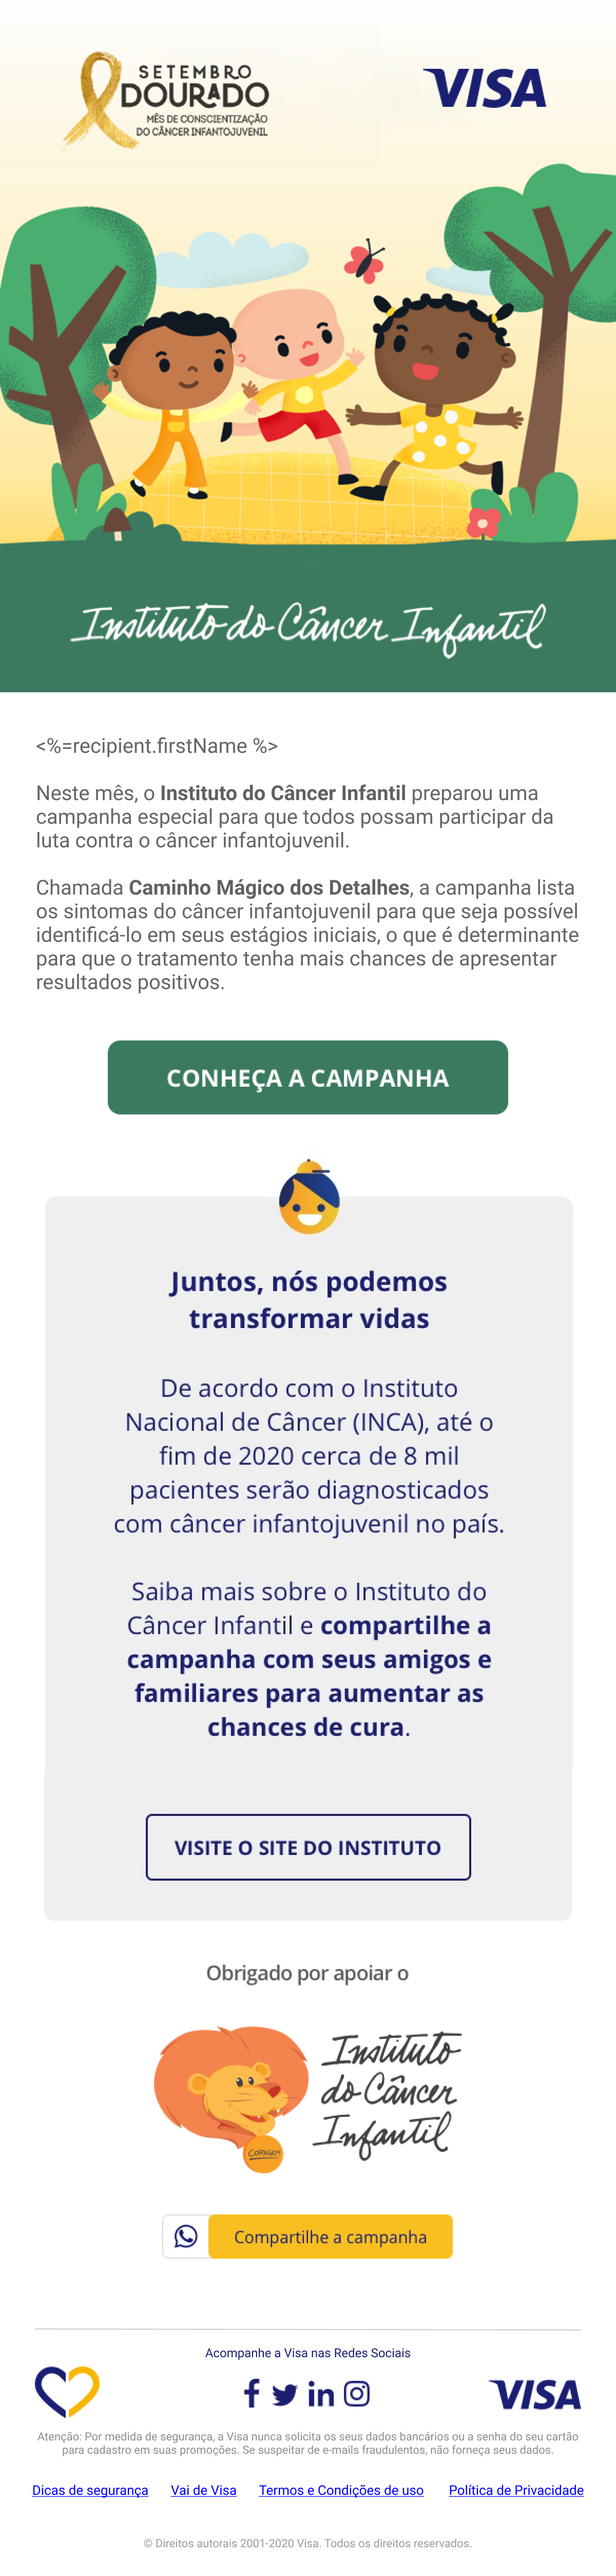 SETEMBRO
DOURADO
MÊS DE CONSCIENTIZAÇÃO
DO CÂNCER INFANTOJUVENIL
VISA
Instituto do Câncer Infantil
<%=recipient.firstName %>
Neste mês, o Instituto do Câncer Infantil preparou uma
campanha especial para que todos possam participar da
luta contra o câncer infantojuvenil.
Chamada Caminho Mágico dos Detalhes, a campanha lista
os sintomas do câncer infantojuvenil para que seja possível
identificá-lo em seus estágios iniciais, o que é determinante
para que o tratamento tenha mais chances de apresentar
resultados positivos.
CONHEÇA A CAMPANHA
Juntos, nós podemos
transformar vidas
De acordo com o Instituto
Nacional de Câncer (INCA), até o
fim de 2020 cerca de 8 mil
pacientes serão diagnosticados
com câncer infantojuvenil no país.
Saiba mais sobre o Instituto do
Câncer Infantil e compartilhe a
campanha com seus amigos e
familiares para aumentar as
chances de cura.
VISITE O SITE DO INSTITUTO
Obrigado por apoiar o
Instituto
do Câncer
Infantil
CORAGEM
Compartilhe a campanha
Acompanhe a Visa nas Redes Sociais
VISA
Atenção: Por medida de segurança, a Visa nunca solicita os seus dados bancários ou a senha do seu cartão
para cadastro em suas promoções. Se suspeitar de e-mails fraudulentos, não forneça seus dados.
Dicas de segurança Vai de Visa Termos e Condições de uso Política de Privacidade
© Direitos autorais 2001-2020 Visa. Todos os direitos reservados.